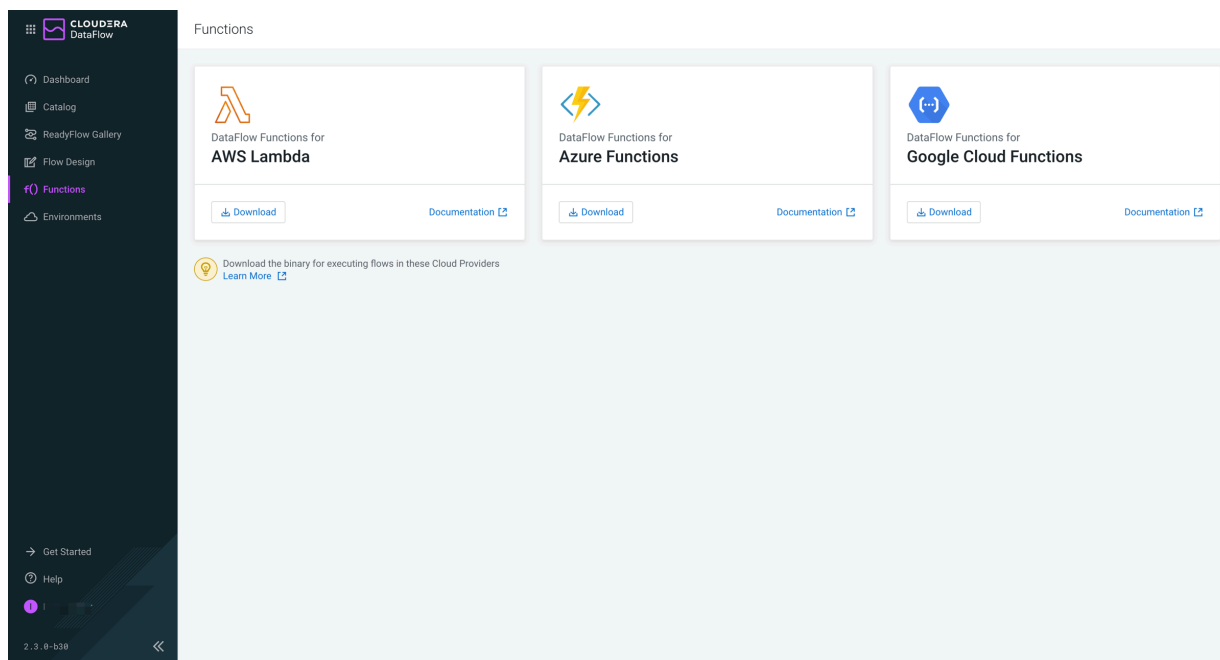 CLOUDERA
DataFlow
Dashboard
Catalog
ReadyFlow Gallery
Flow Design
f() Functions
Environments
Get Started
Help
2.3.0-b30
Functions
DataFlow Functions for
AWS Lambda
Download
Documentation
DataFlow Functions for
Azure Functions
Download
Documentation
DataFlow Functions for
Google Cloud Functions
Download
Documentation
Download the binary for executing flows in these Cloud Providers
Learn More